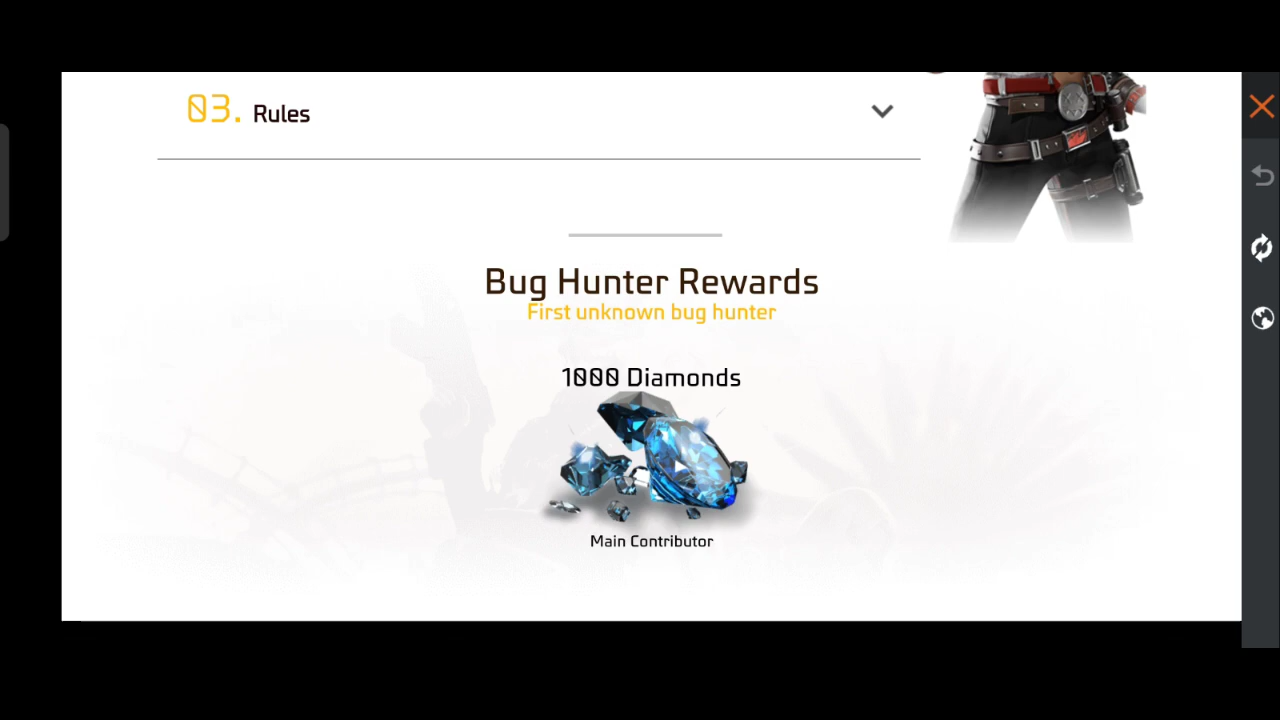 03. Rules
Bug Hunter Rewards
First unknown bug hunter
1000 Diamonds
Main Contributor